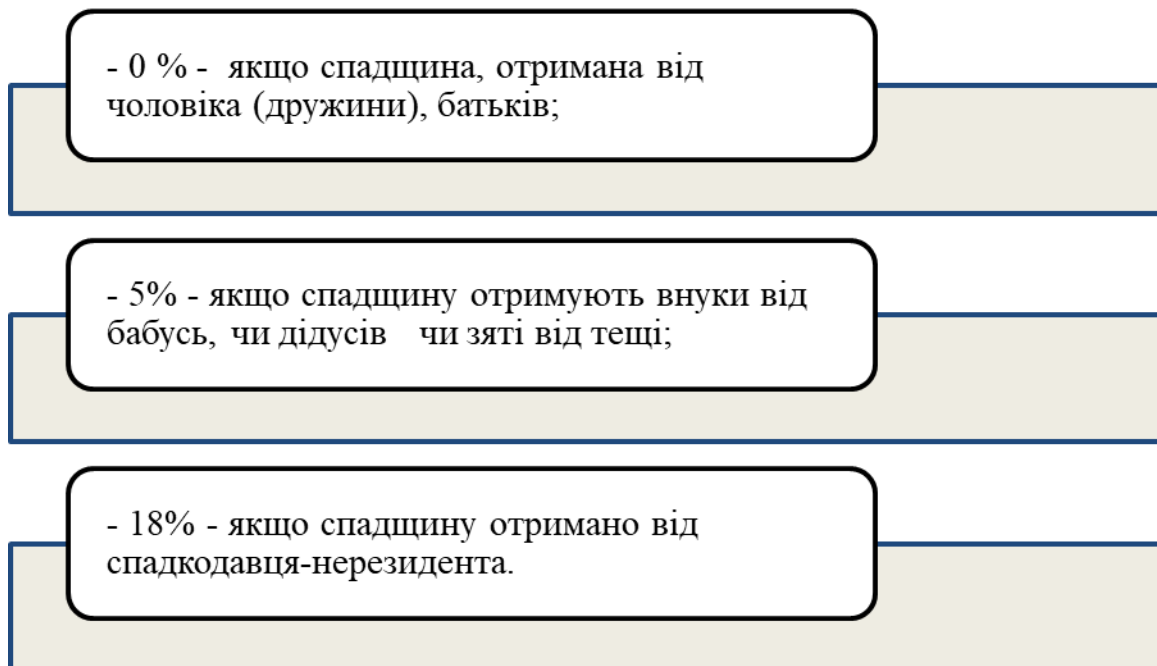 - 0 % - якщо спадщина, отримана від
чоловіка (дружини), батьків;
- 5% - якщо спадщину отримують внуки від
бабусь, чи дідусів чи зяті від тещі;
- 18% - якщо спадщину отримано від
спадкодавця-нерезидента.